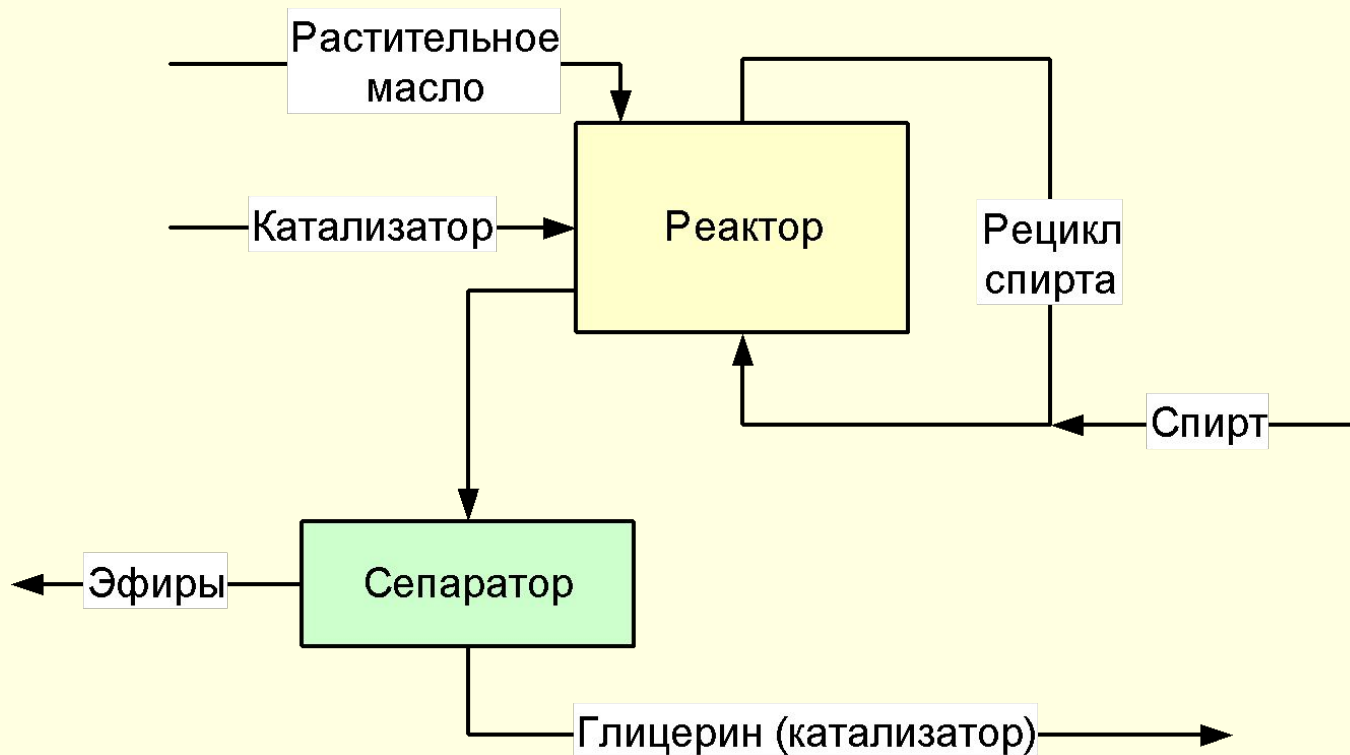 Растительное
масло
Катализатор
Реактор
Рецикл
спирта
Спирт
Эфиры
Сепаратор
Глицерин (катализатор)